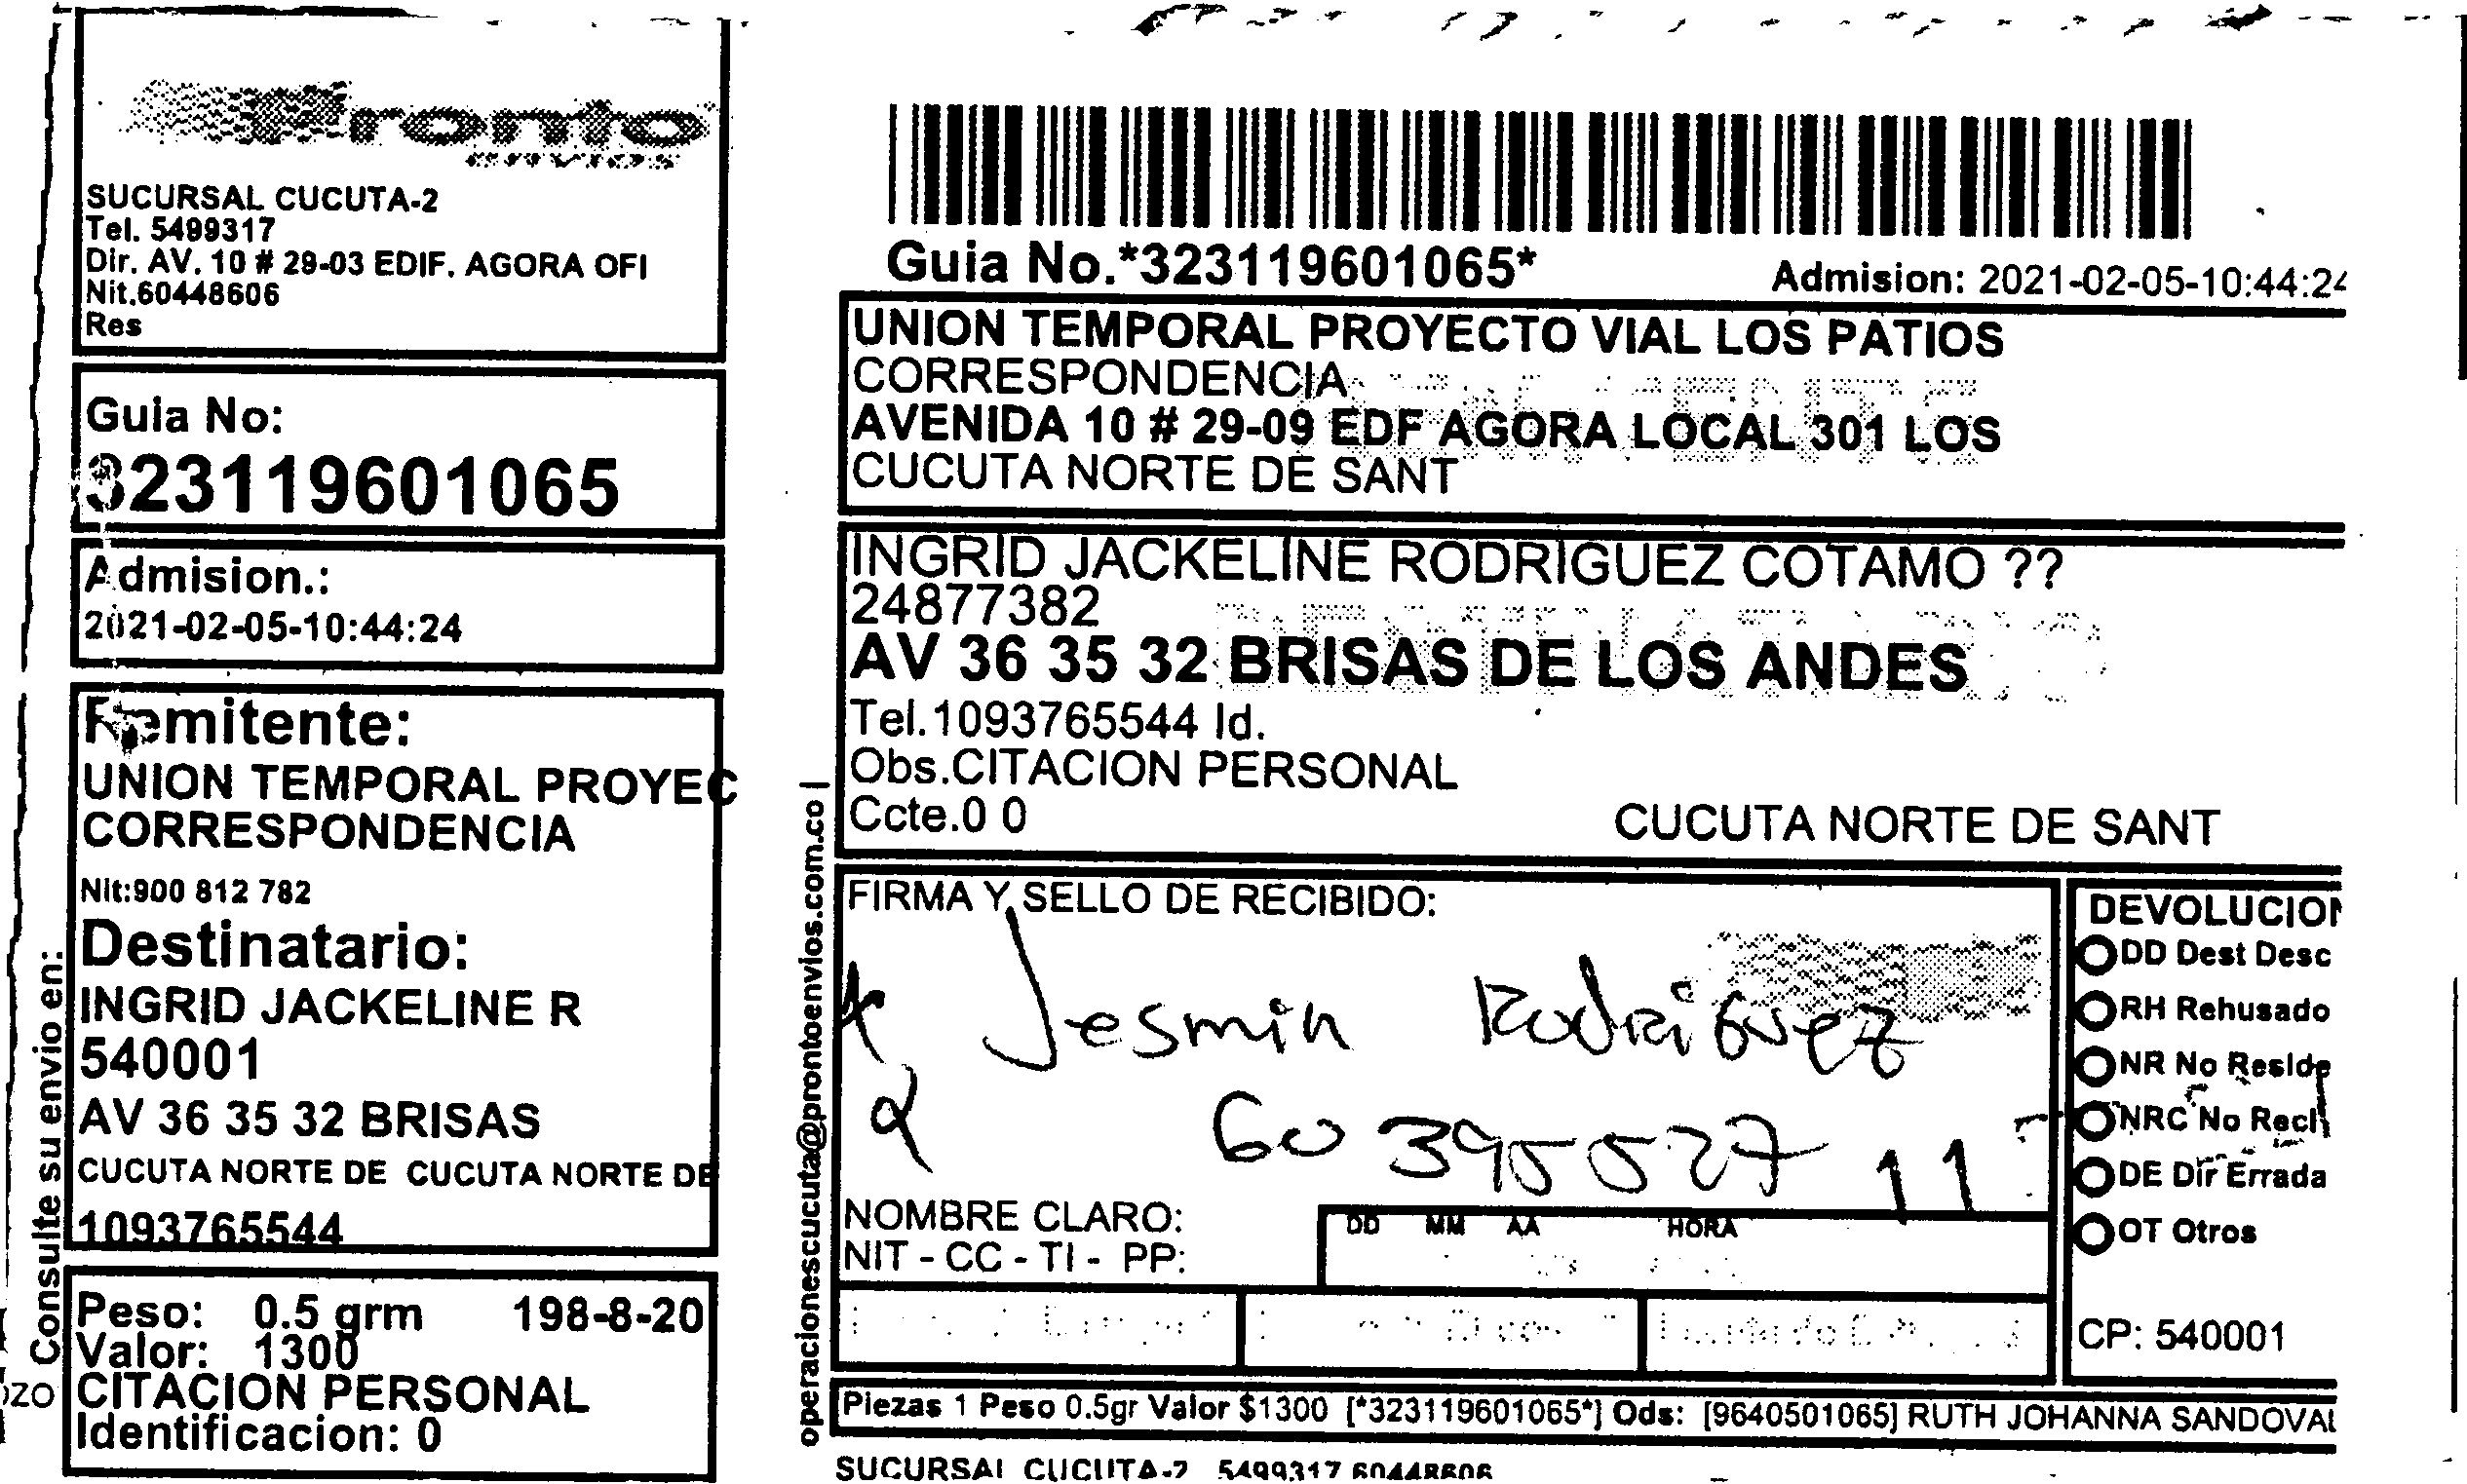 Pronto
envios
SUCURSAL CUCUTA-2
Tel. 5499317
Dir. AV. 10 # 29-03 EDIF. AGORA OFI
Nit.60448606
Res
Guia No:
323119601065
Admision.:
2021-02-05-10:44:24
Remitente:
UNION TEMPORAL PROYEC
CORRESPONDENCIA
Nit:900 812 782
Destinatario:
INGRID JACKELINE R
540001
AV 36 35 32 BRISAS
CUCUTA NORTE DE CUCUTA NORTE DE
1093765544
Peso: 0.5 grm 198-8-20
Valor: 1300
CITACION PERSONAL
Identificacion: 0
Consulte su envio en:
operacionescucuta@prontoenvios.com.co |
Guia No.*323119601065*
Admision: 2021-02-05-10:44:24
UNION TEMPORAL PROYECTO VIAL LOS PATIOS
CORRESPONDENCIA
AVENIDA 10 # 29-09 EDF AGORA LOCAL 301 LOS
CUCUTA NORTE DE SANT
INGRID JACKELINE RODRIGUEZ COTAMO ??
24877382
AV 36 35 32 BRISAS DE LOS ANDES
Tel.1093765544 Id.
Obs.CITACION PERSONAL
Ccte.0 0
CUCUTA NORTE DE SANT
FIRMA Y SELLO DE RECIBIDO:
Jesmin Rodriguez
60395527 11
NOMBRE CLARO:
NIT - CC - TI - PP:
DD MM AA HORA
DEVOLUCION
DD Dest Desc
RH Rehusado
NR No Reside
NRC No Recl
DE Dir Errada
OT Otros
CP: 540001
Piezas 1 Peso 0.5gr Valor $1300 [*323119601065*] Ods: [9640501065] RUTH JOHANNA SANDOVAL
SUCURSAL CUCUTA-2 5499317 60448606